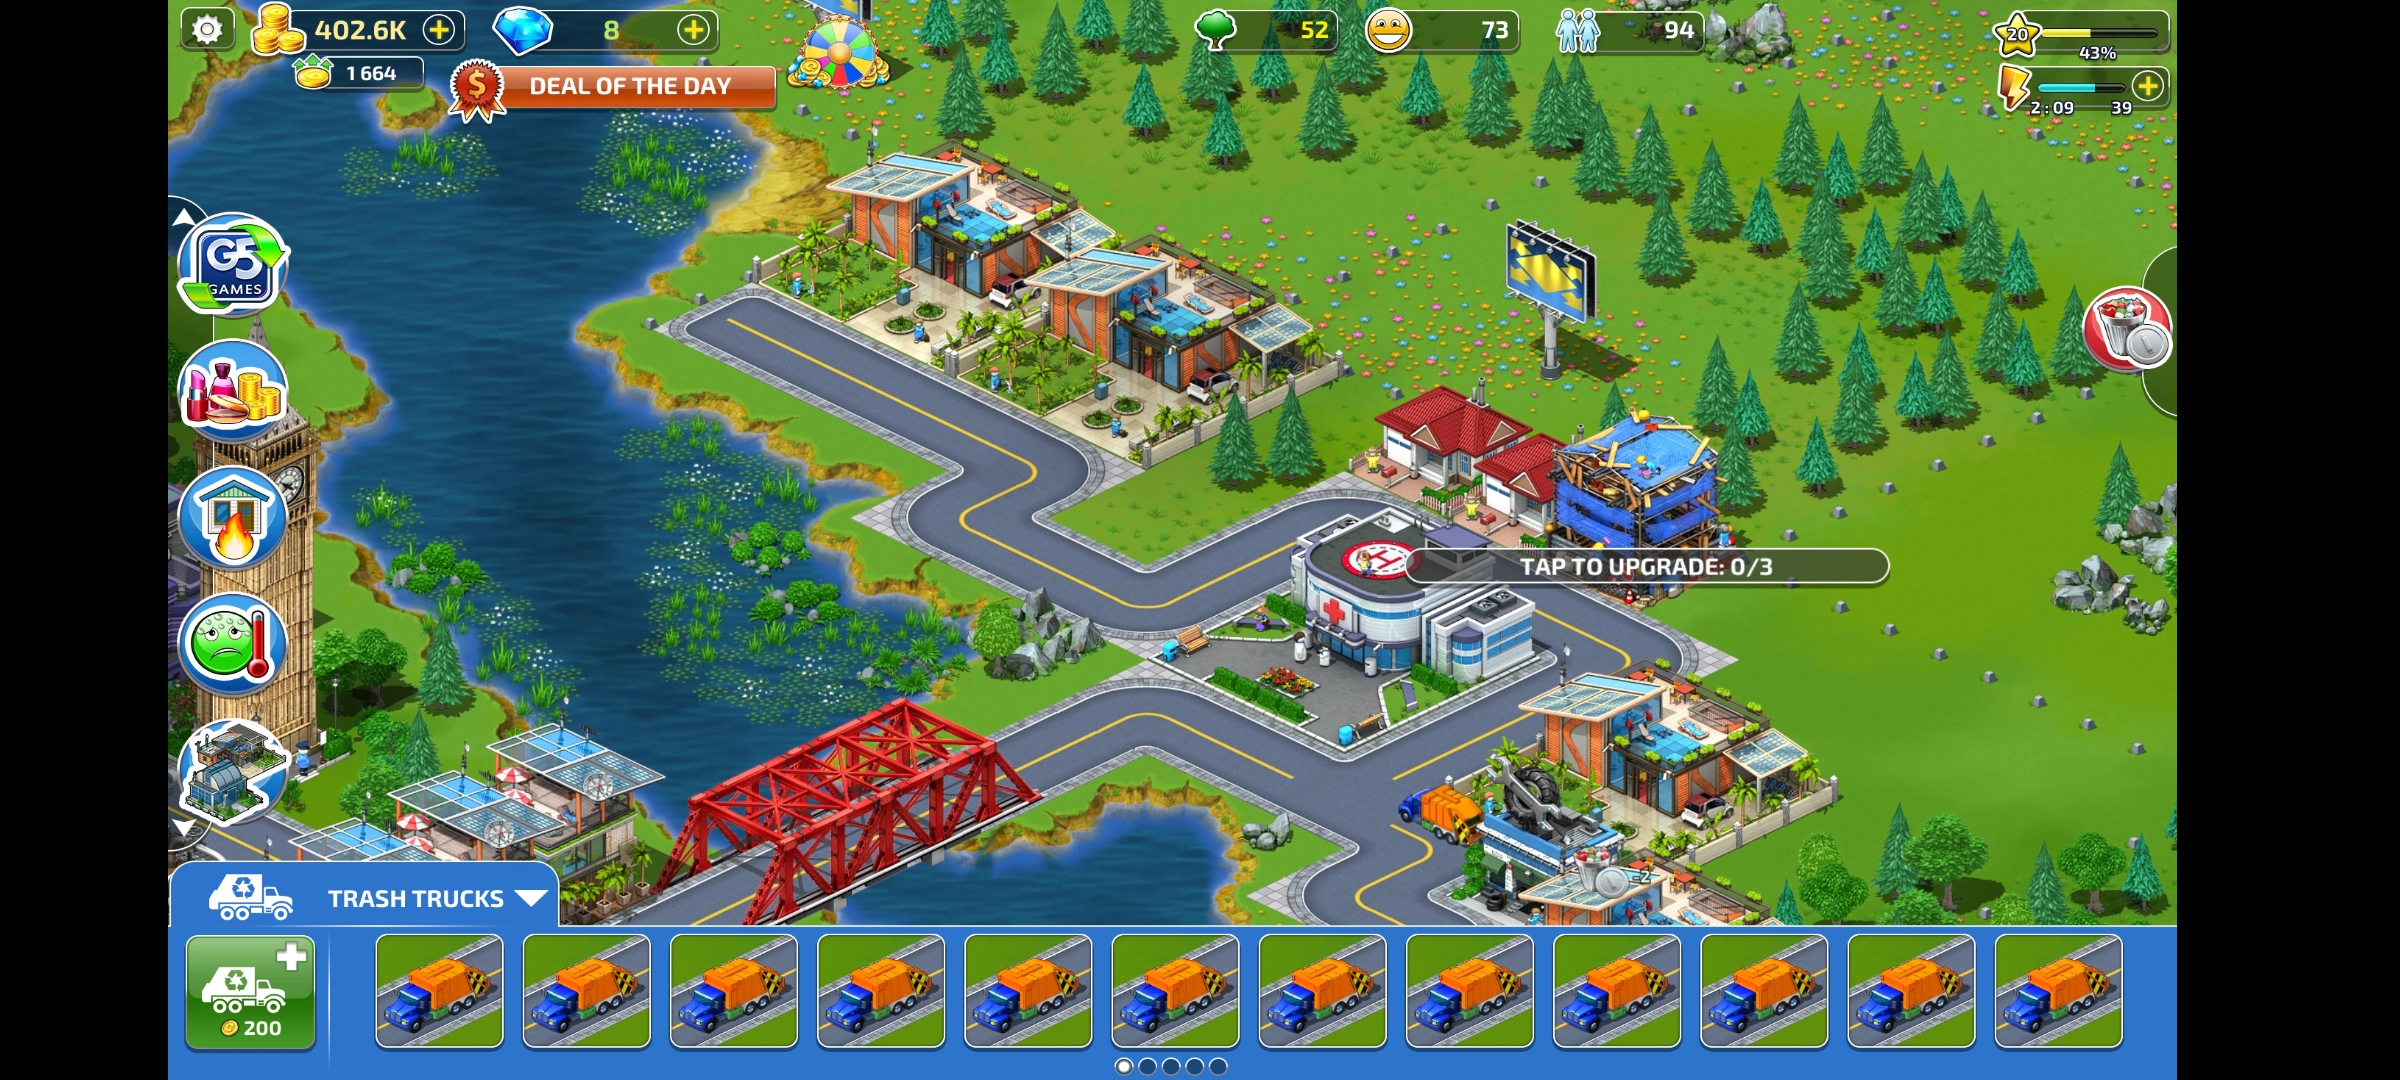 402.6K
8
52
73
94
20
43%
1 664
DEAL OF THE DAY
2:09
39
G5
GAMES
TAP TO UPGRADE: 0/3
H
-2
TRASH TRUCKS
200